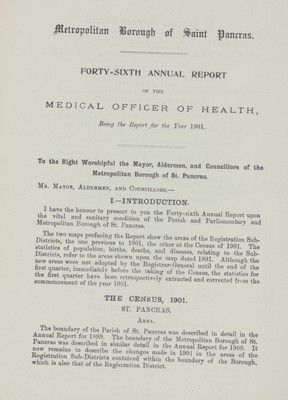 Metropolitan Borough of Saint Pancras.
FORTY-SIXTH ANNUAL REPORT
OF THE
MEDICAL OFFICER OF HEALTH,
Being the Report for the Year 1901.
To the Right Worshipful the Mayor, Aldermen, and Councillors of the
Metropolitan Borough of St. Pancras.
MR. MAYOR, ALDERMEN, AND COUNCILLORS,—
I.—INTRODUCTION.
I have the honour to present to you the Forty-sixth Annual Report upon
the vital and sanitary condition of the Parish and Parliamentary and
Metropolitan Borough of St. Pancras.
The two maps prefacing the Report show the areas of the Registration Sub-
Districts, the one previous to 1901, the other at the Census of 1901. The
statistics of population, births, deaths, and diseases, relating to the Sub-
Districts, refer to the areas shown upon the map dated 1901. Although the
new areas were not adopted by the Registrar-General until the end of the
first quarter, immediately before the taking of the Census, the statistics for
the first quarter have been retrospectively extracted and corrected from the
commencement of the year 1901.
THE CENSUS, 1901.
ST. PANCRAS.
AREA.
The boundary of the Parish of St. Pancras was described in detail in the
Annual Report for 1899. The boundary of the Metropolitan Borough of St.
Pancras was described in similar detail in the Annual Report for 1900. It
now remains to describe the changes made in 1901 in the areas of the
Registration Sub-Districts contained within the boundary of the Borough,
which is also that of the Registration District.